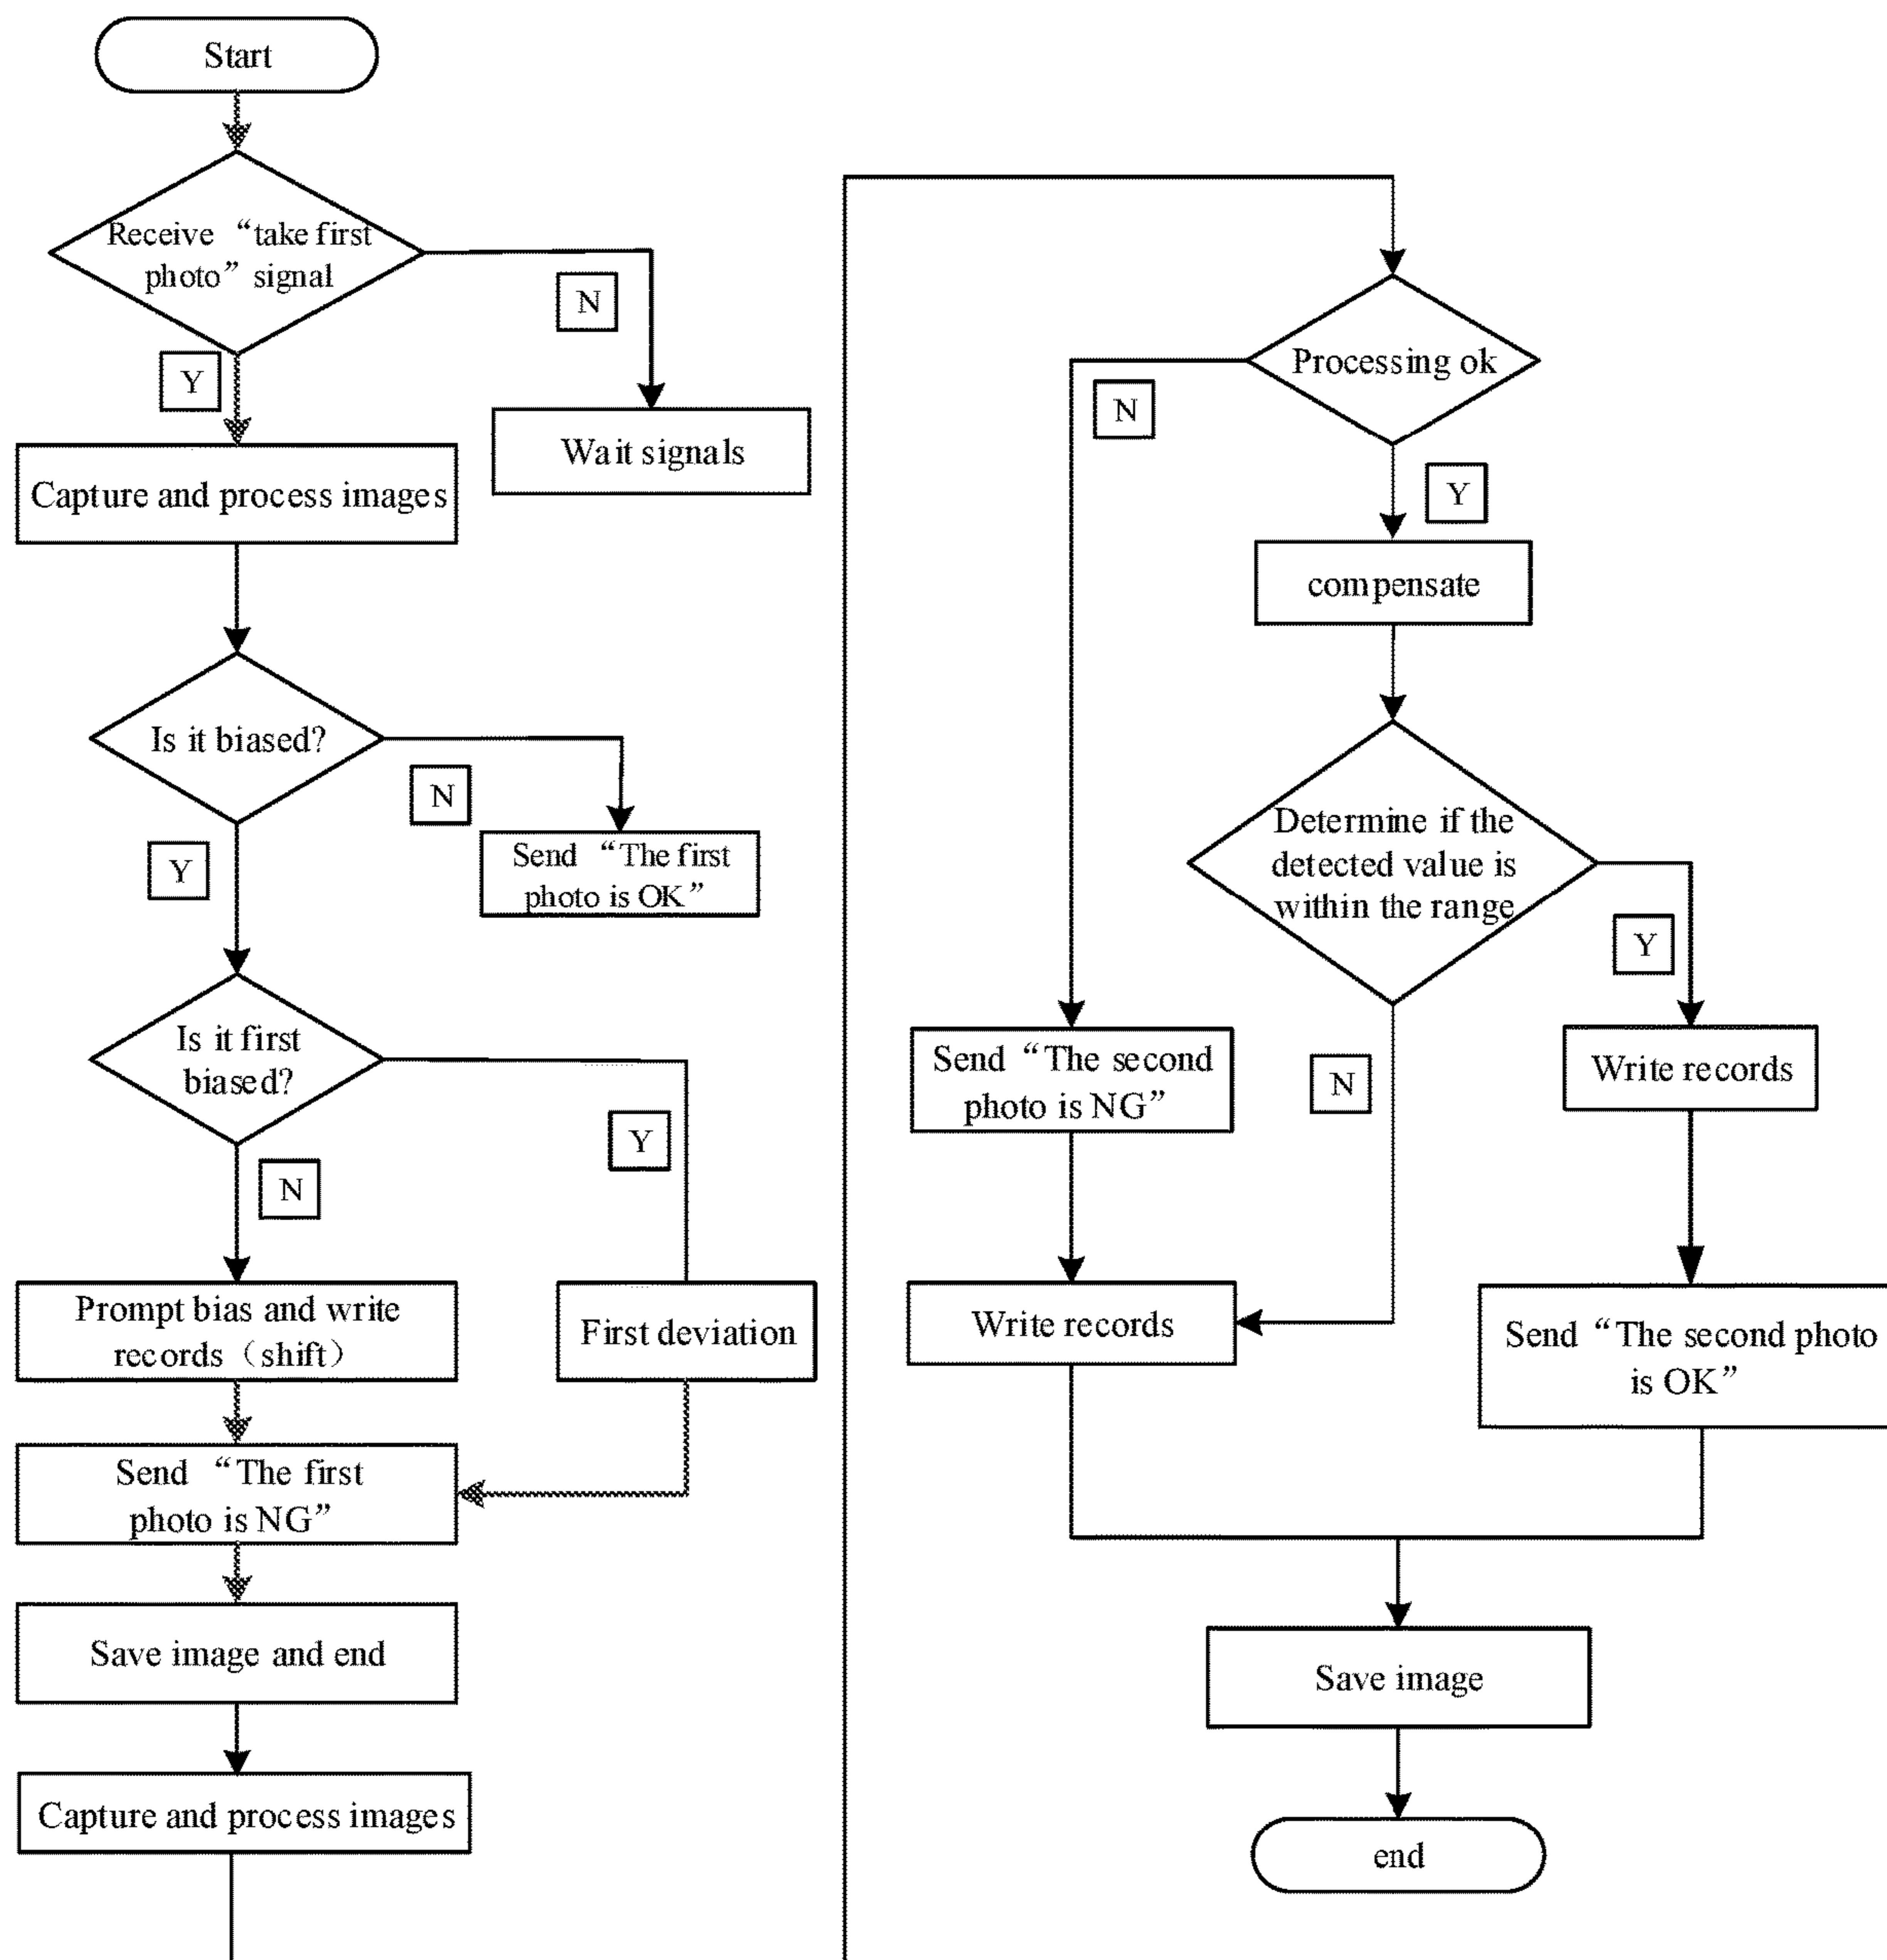 Start
Receive “take first
photo” signal
N
Y
Wait signals
Capture and process images
Is it biased?
N
Y
Send “The first
photo is OK”
Is it first
biased?
Y
N
Prompt bias and write
records（shift）
First deviation
Send “The first
photo is NG”
Save image and end
Capture and process images
Processing ok
N
Y
compensate
Determine if the
detected value is
within the range
Y
N
Send “The second
photo is NG”
Write records
Write records
Send “The second photo
is OK”
Save image
end